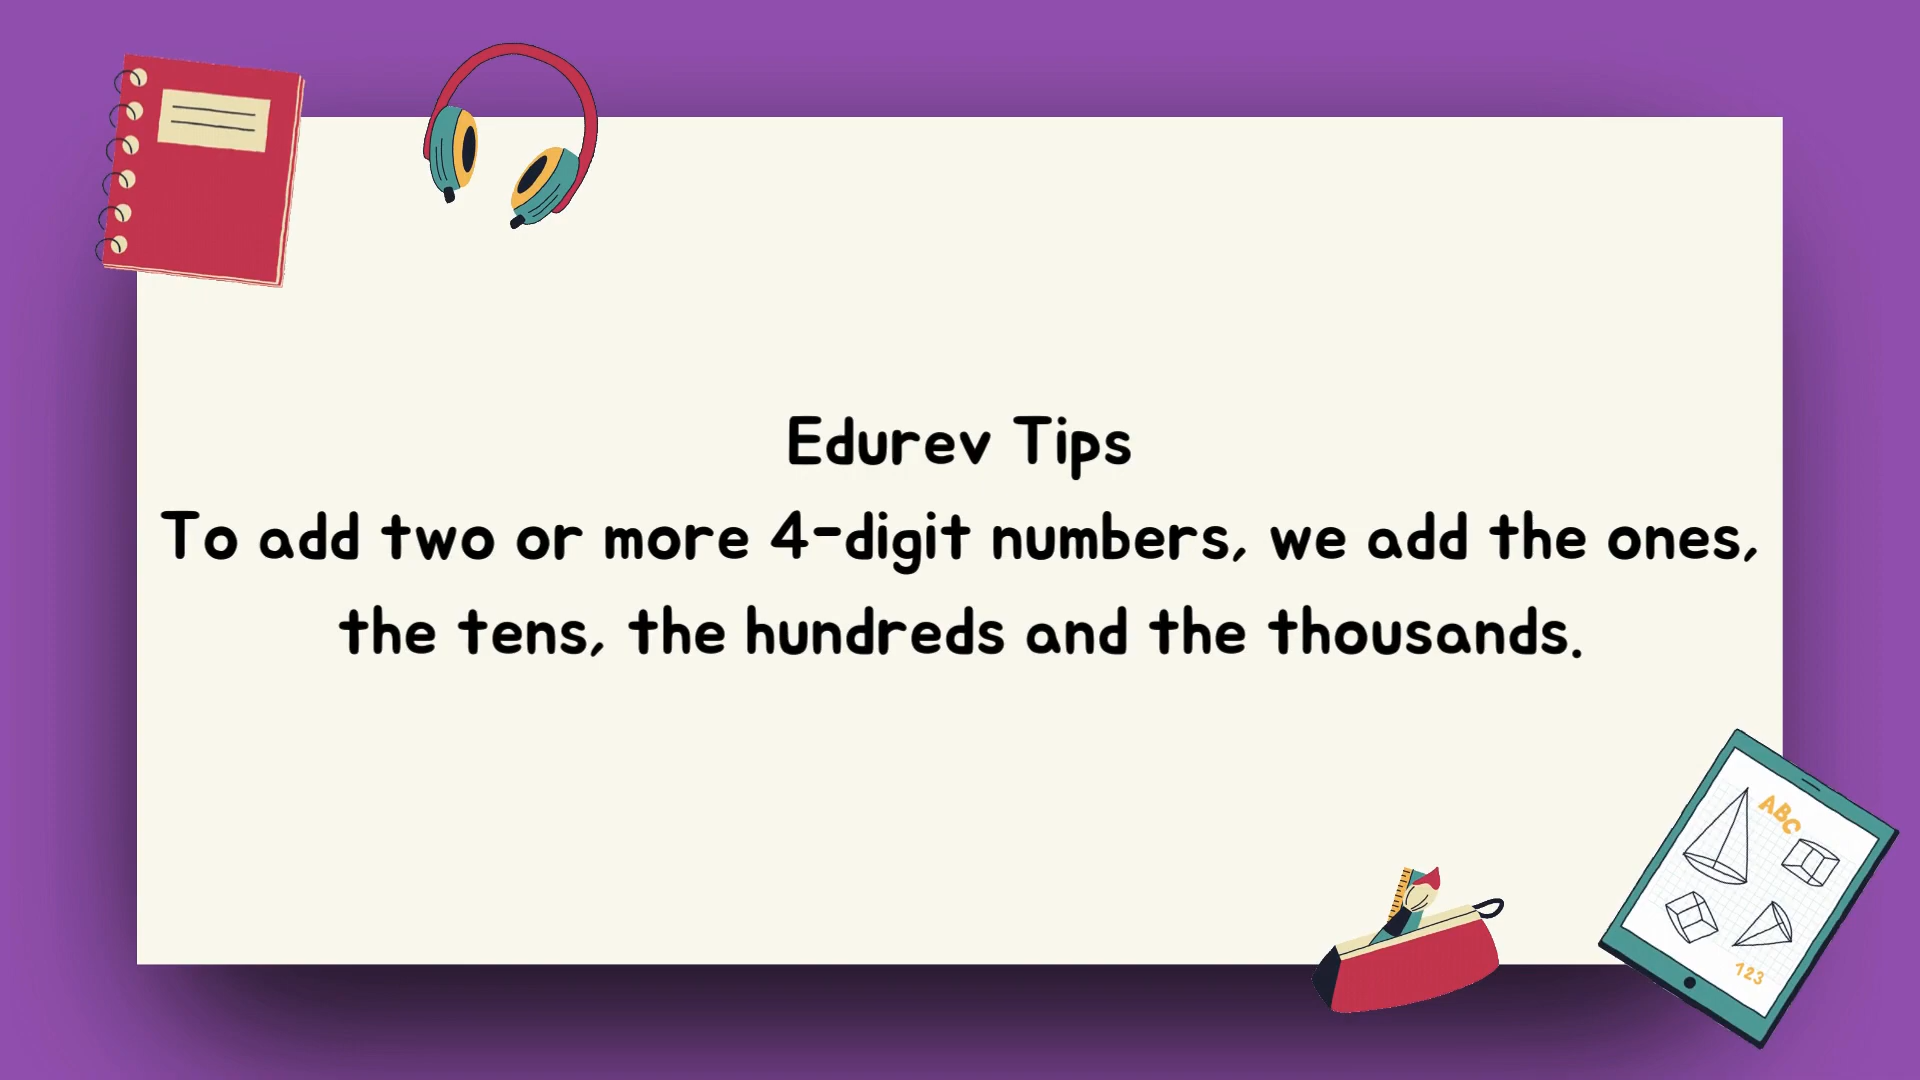 Edurev Tips
To add two or more 4-digit numbers, we add the ones,
the tens, the hundreds and the thousands.
ABC
123